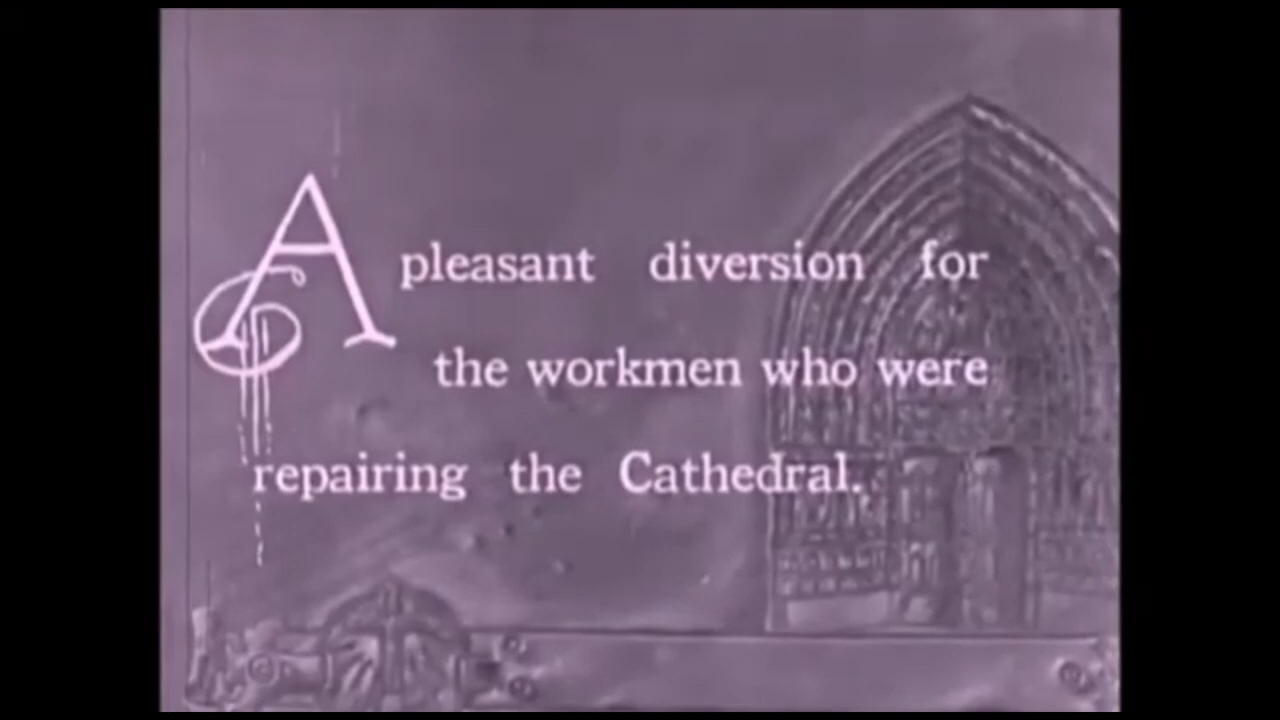 A pleasant diversion for
the workmen who were
repairing the Cathedral.